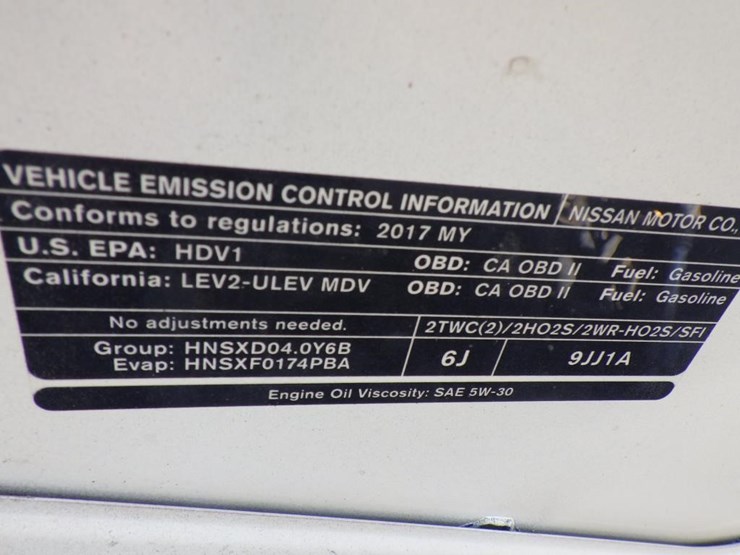 VEHICLE EMISSION CONTROL INFORMATION NISSAN MOTOR CO.,
Conforms to regulations: 2017 MY
U.S. EPA: HDV1 OBD: CA OBD II Fuel: Gasoline
California: LEV2-ULEV MDV OBD: CA OBD II Fuel: Gasoline
No adjustments needed. 2TWC(2)/2HO2S/2WR-HO2S/SFI
Group: HNSXD04.0Y6B
Evap: HNSXF0174PBA 6J 9JJ1A
Engine Oil Viscosity: SAE 5W-30